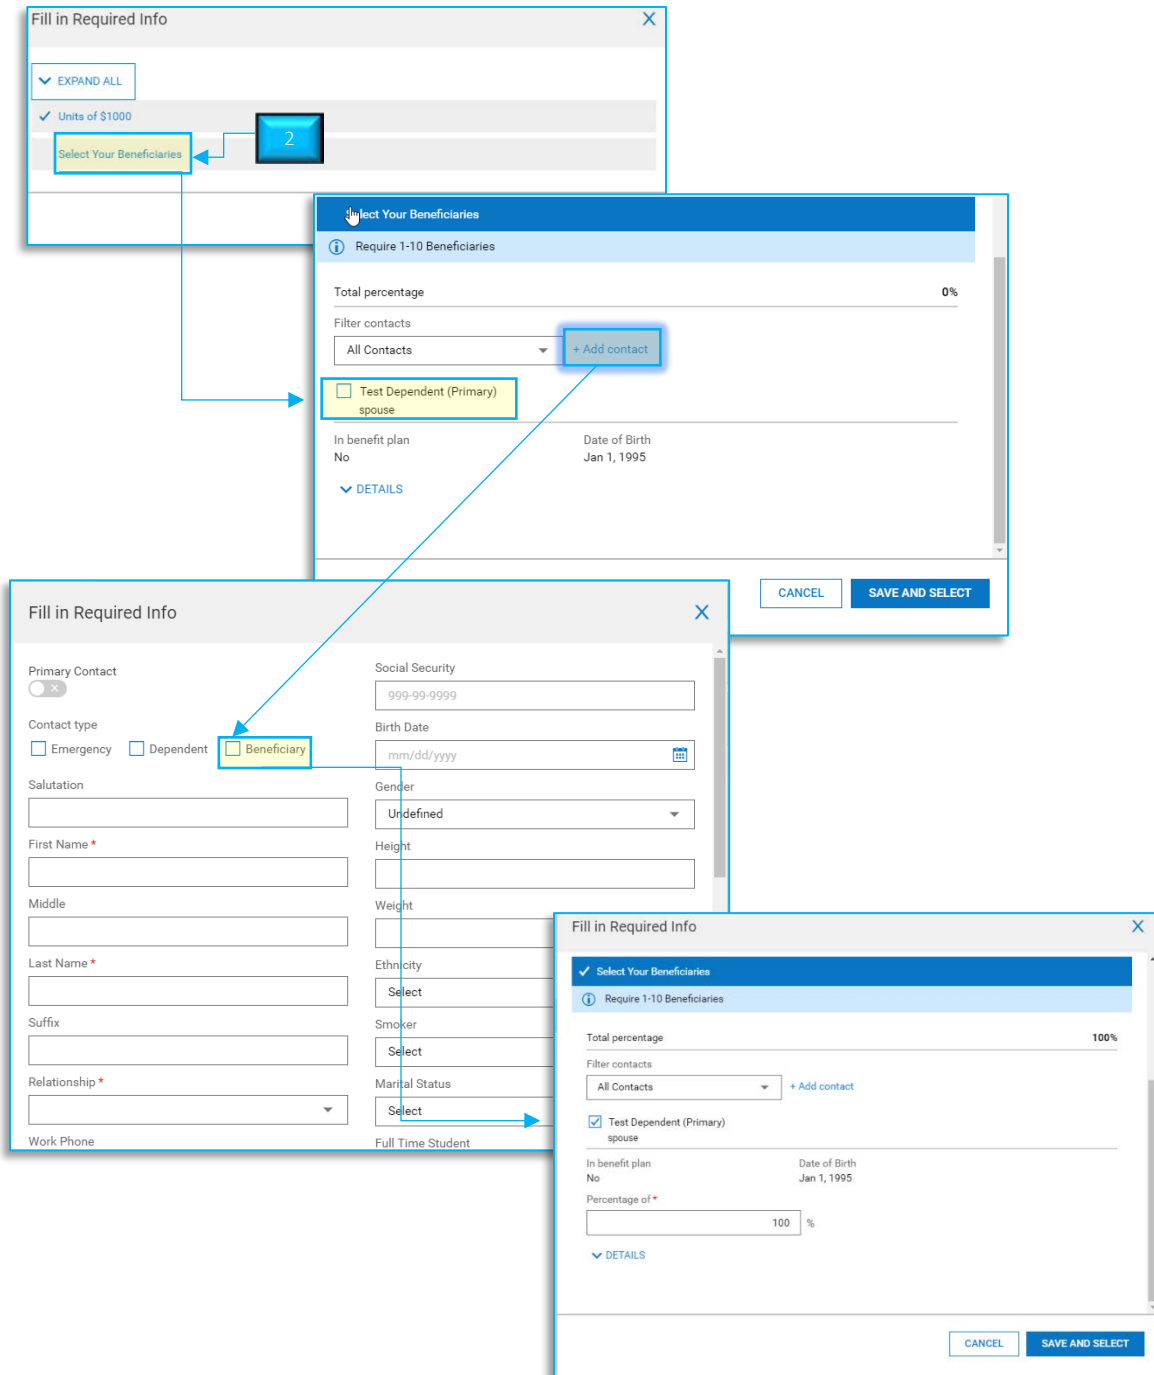 Fill in Required Info
X
EXPAND ALL
Units of $1000
2
Select Your Beneficiaries
lect Your Beneficiaries
Require 1-10 Beneficiaries
Total percentage 0%
Filter contacts
All Contacts + Add contact
Test Dependent (Primary)
spouse
In benefit plan Date of Birth
No Jan 1, 1995
DETAILS
CANCEL SAVE AND SELECT
Fill in Required Info
X
Primary Contact
Contact type
Emergency Dependent Beneficiary
Salutation
First Name *
Middle
Last Name *
Suffix
Relationship *
Work Phone
Social Security
999-99-9999
Birth Date
mm/dd/yyyy
Gender
Undefined
Height
Weight
Ethnicity
Select
Smoker
Select
Marital Status
Select
Full Time Student
Fill in Required Info
X
Select Your Beneficiaries
Require 1-10 Beneficiaries
Total percentage 100%
Filter contacts
All Contacts + Add contact
Test Dependent (Primary)
spouse
In benefit plan Date of Birth
No Jan 1, 1995
Percentage of *
100 %
DETAILS
CANCEL SAVE AND SELECT